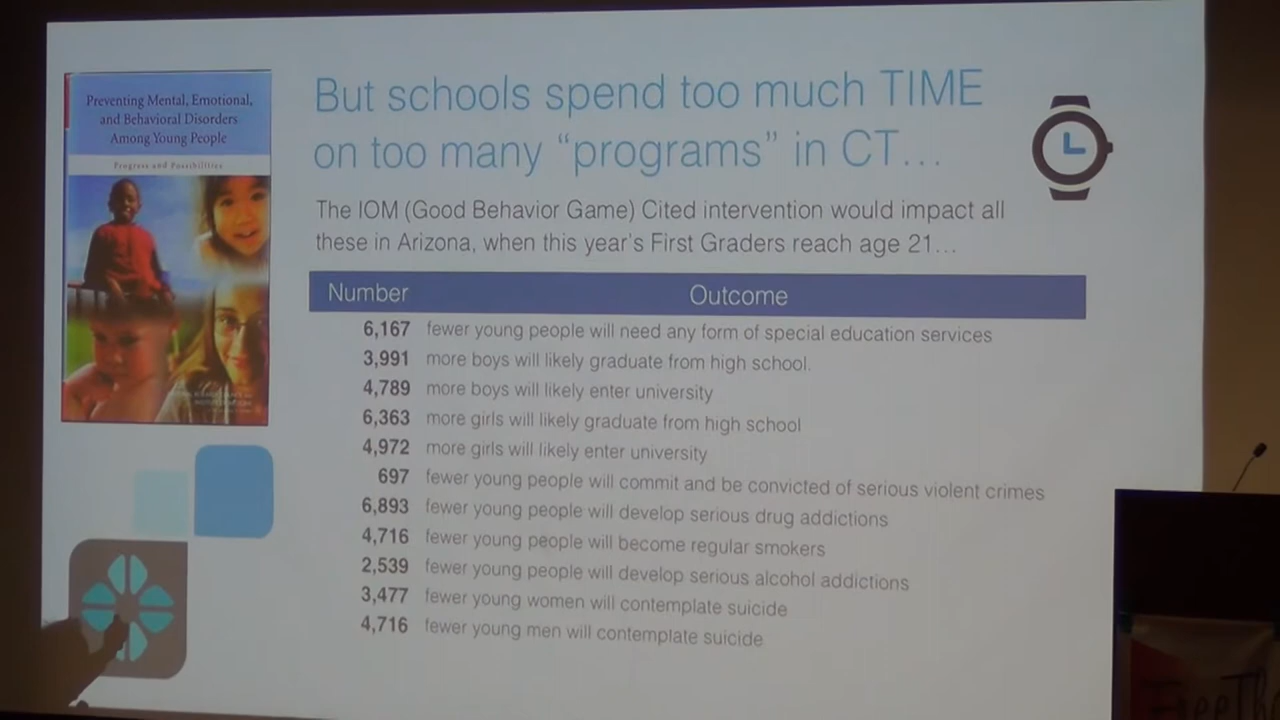 Preventing Mental, Emotional,
and Behavioral Disorders
Among Young People
Progress and Possibilities
But schools spend too much TIME
on too many “programs” in CT...
The IOM (Good Behavior Game) Cited intervention would impact all
these in Arizona, when this year's First Graders reach age 21...
Number Outcome
6,167 fewer young people will need any form of special education services
3,991 more boys will likely graduate from high school.
4,789 more boys will likely enter university
6,363 more girls will likely graduate from high school
4,972 more girls will likely enter university
697 fewer young people will commit and be convicted of serious violent crimes
6,893 fewer young people will develop serious drug addictions
4,716 fewer young people will become regular smokers
2,539 fewer young people will develop serious alcohol addictions
3,477 fewer young women will contemplate suicide
4,716 fewer young men will contemplate suicide